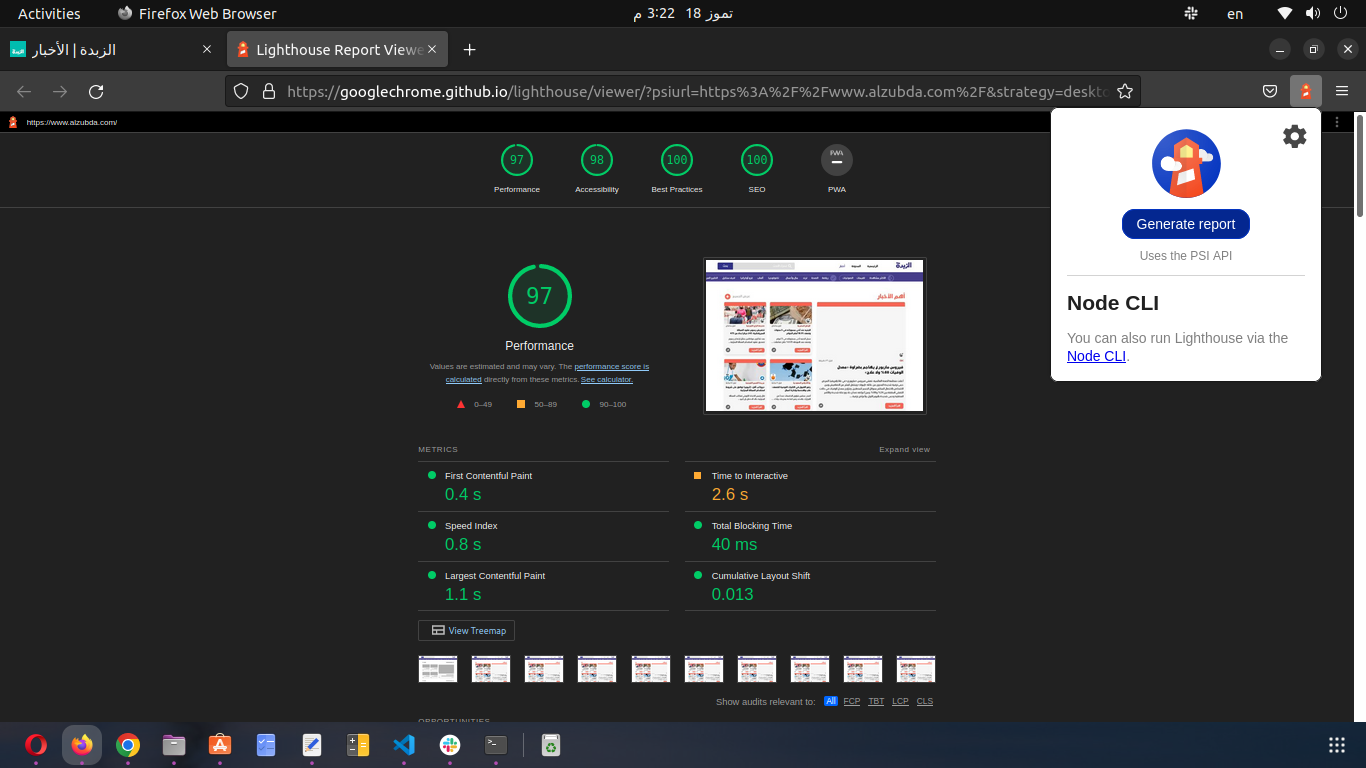 Activities
Firefox Web Browser
تموز 18  3:22 م
en
الزبدة | الأخبار
Lighthouse Report Viewe
https://googlechrome.github.io/lighthouse/viewer/?psiurl=https%3A%2F%2Fwww.alzubda.com%2F&strategy=deskto
https://www.alzubda.com/
97
98
100
100
PWA
Performance
Accessibility
Best Practices
SEO
PWA
Generate report
Uses the PSI API
Node CLI
You can also run Lighthouse via the
Node CLI.
97
Performance
Values are estimated and may vary. The performance score is
calculated directly from these metrics. See calculator.
0–49
50–89
90–100
الزبدة
أهم الأخبار
METRICS
Expand view
First Contentful Paint
0.4 s
Time to Interactive
2.6 s
Speed Index
0.8 s
Total Blocking Time
40 ms
Largest Contentful Paint
1.1 s
Cumulative Layout Shift
0.013
View Treemap
Show audits relevant to: All FCP TBT LCP CLS
OPPORTUNITIES